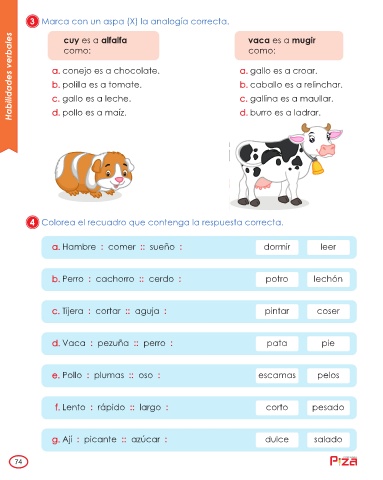 Habilidades verbales
3 Marca con un aspa (X) la analogía correcta.
cuy es a alfalfa
como:
a. conejo es a chocolate.
b. polilla es a tomate.
c. gallo es a leche.
d. pollo es a maíz.
vaca es a mugir
como:
a. gallo es a croar.
b. caballo es a relinchar.
c. gallina es a maullar.
d. burro es a ladrar.
4 Colorea el recuadro que contenga la respuesta correcta.
a. Hambre : comer :: sueño : dormir leer
b. Perro : cachorro :: cerdo : potro lechón
c. Tijera : cortar :: aguja : pintar coser
d. Vaca : pezuña :: perro : pata pie
e. Pollo : plumas :: oso : escamas pelos
f. Lento : rápido :: largo : corto pesado
g. Ají : picante :: azúcar : dulce salado
74